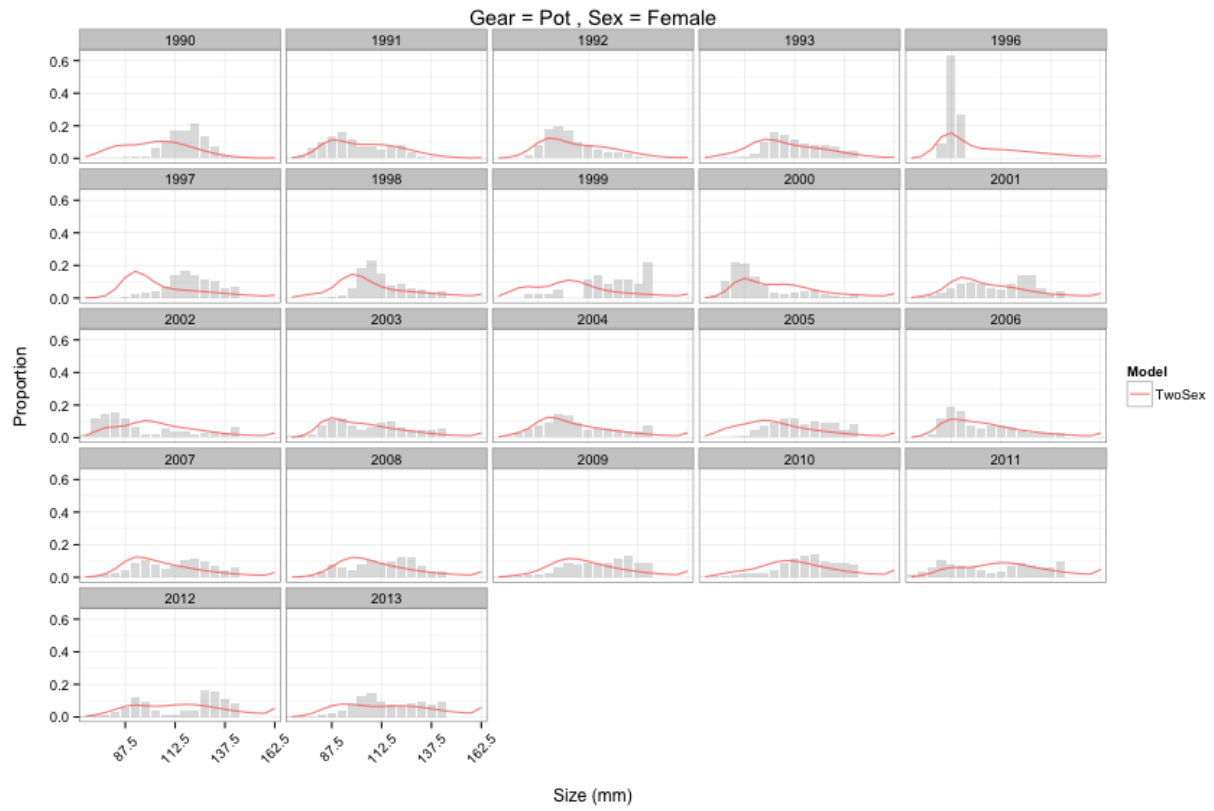 Gear = Pot , Sex = Female
1990 1991 1992 1993 1996
0.6
0.4
0.2
0.0
1997 1998 1999 2000 2001
0.6
0.4
0.2
0.0
2002 2003 2004 2005 2006
0.6
0.4
0.2
0.0
2007 2008 2009 2010 2011
0.6
0.4
0.2
0.0
2012 2013
0.6
0.4
0.2
0.0
87.5 112.5 137.5 162.5 87.5 112.5 137.5 162.5
Size (mm)
Proportion
Model
TwoSex